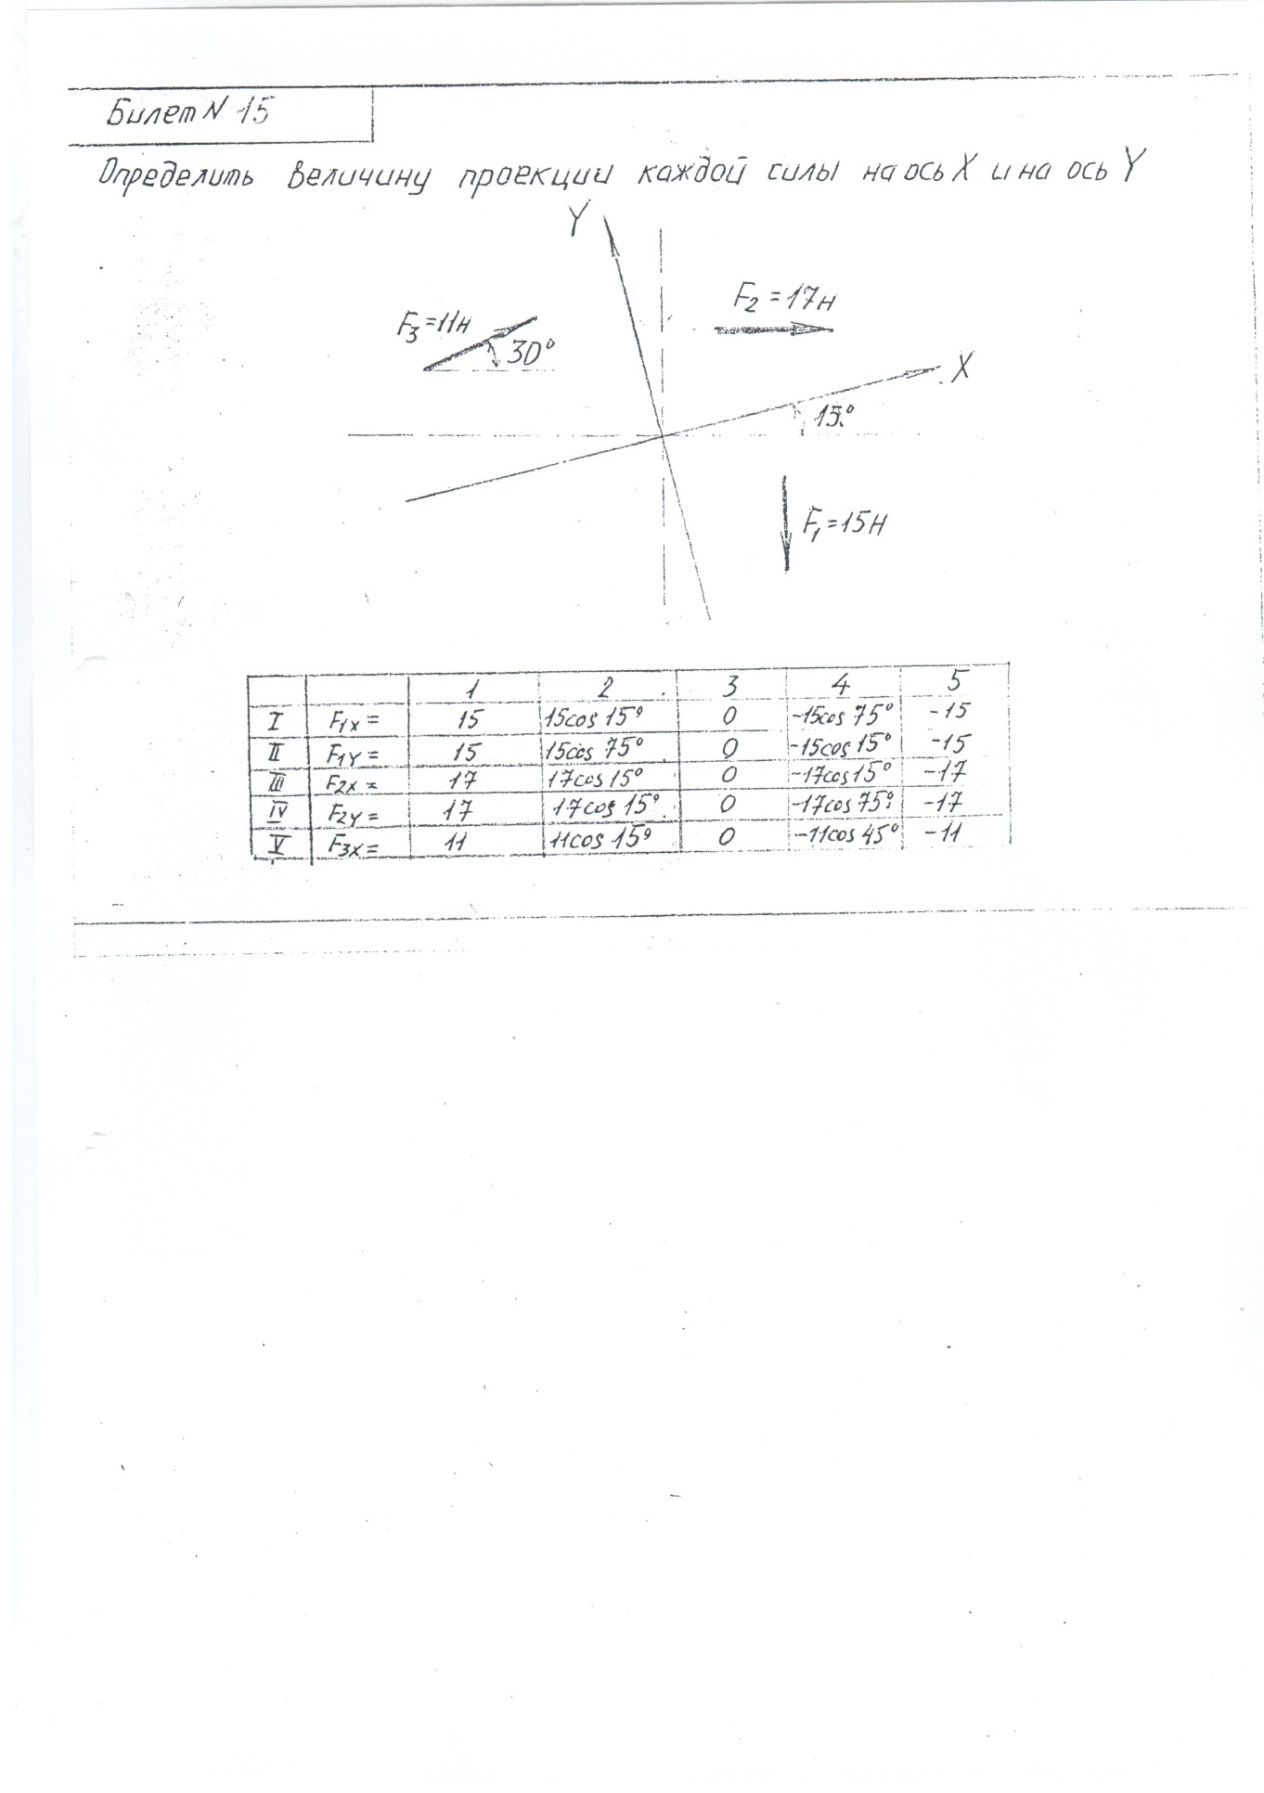 Билет N 15
Определить величину проекции каждой силы на ось X и на ось Y
Y
F₂ = 17н
F₃ = 11н
30°
X
15°
F₁ = 15н
1 2 3 4 5
I F₁x = 15 15cos 15° 0 -15cos 75° -15
II F₁y = 15 15cos 75° 0 -15cos 15° -15
III F₂x = 17 17cos 15° 0 -17cos 15° -17
IV F₂y = 17 17cos 15° 0 -17cos 75° -17
V F₃x = 11 11cos 15° 0 -11cos 45° -11